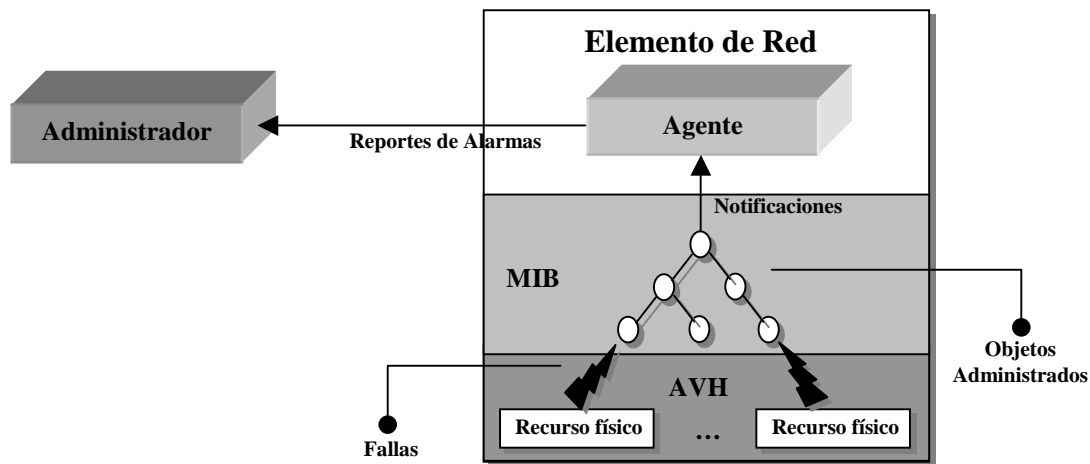 Elemento de Red
Administrador
Agente
Reportes de Alarmas
Notificaciones
MIB
Objetos
Administrados
AVH
Recurso físico
...
Recurso físico
Fallas